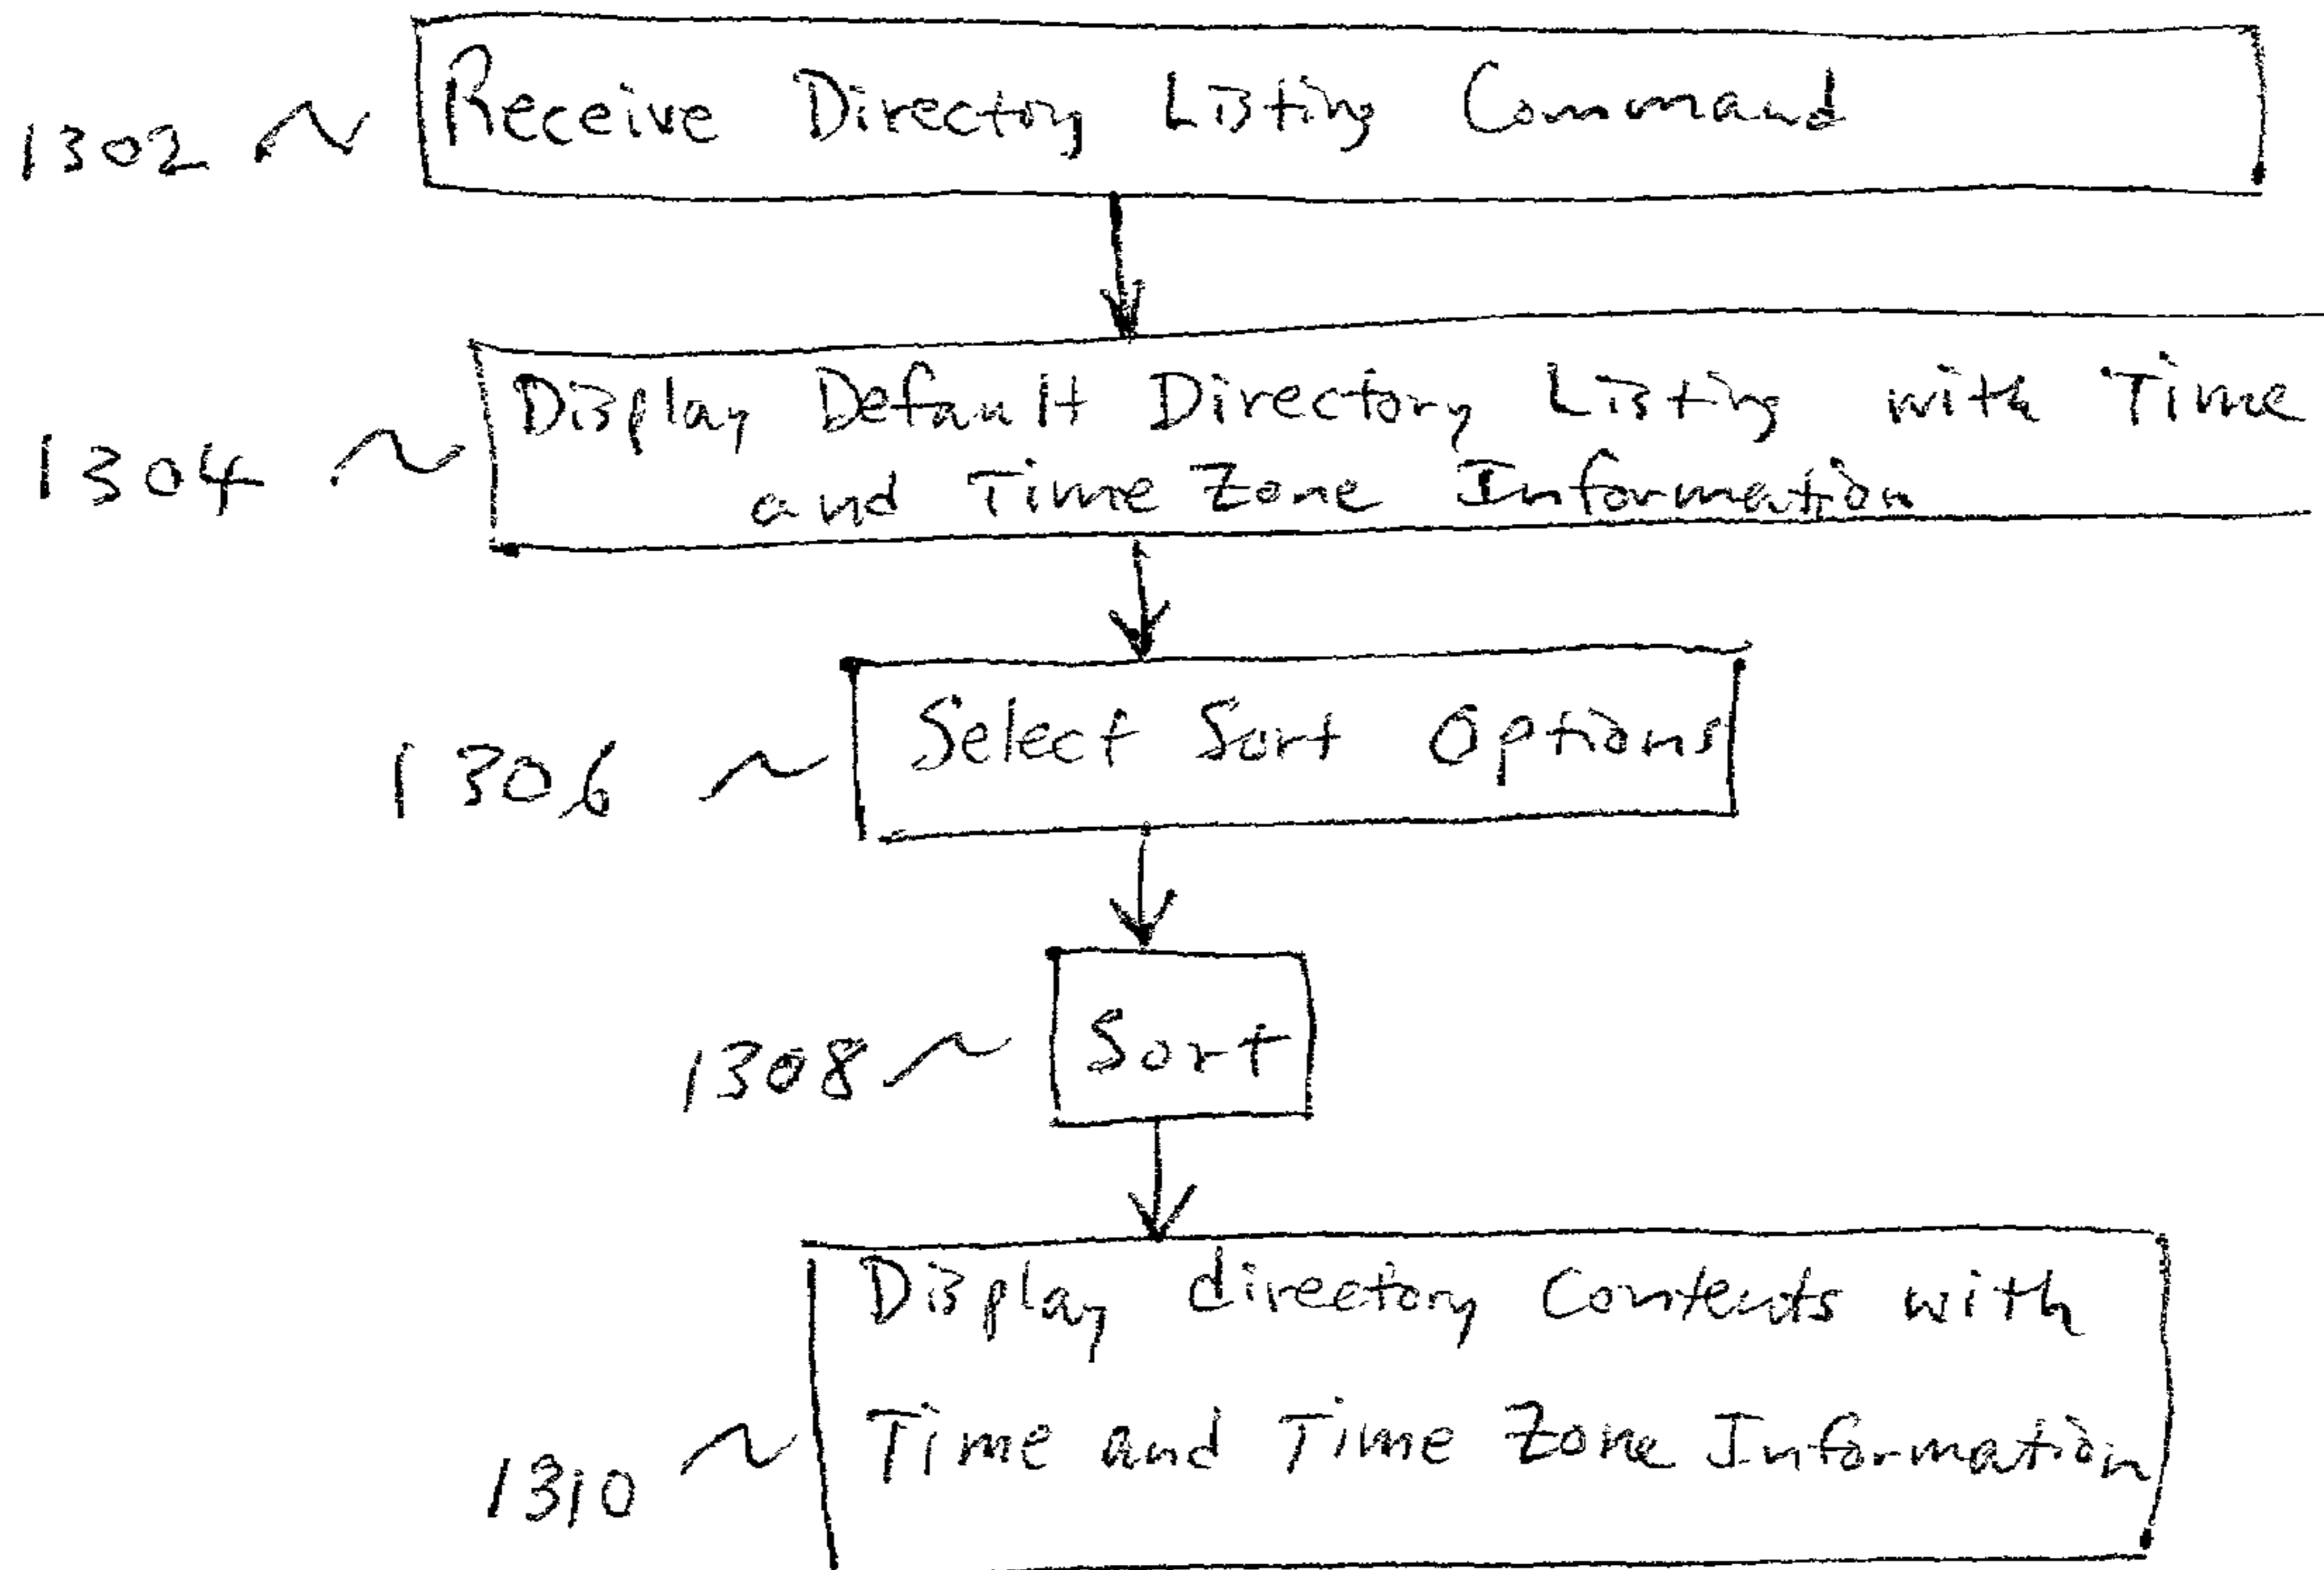 1302 Receive Directory Listing Command
Display Default Directory Listing with Time
1304 and Time Zone Information
1306 Select Sort Options
1308 Sort
Display directory Contents with
1310 Time and Time Zone Information